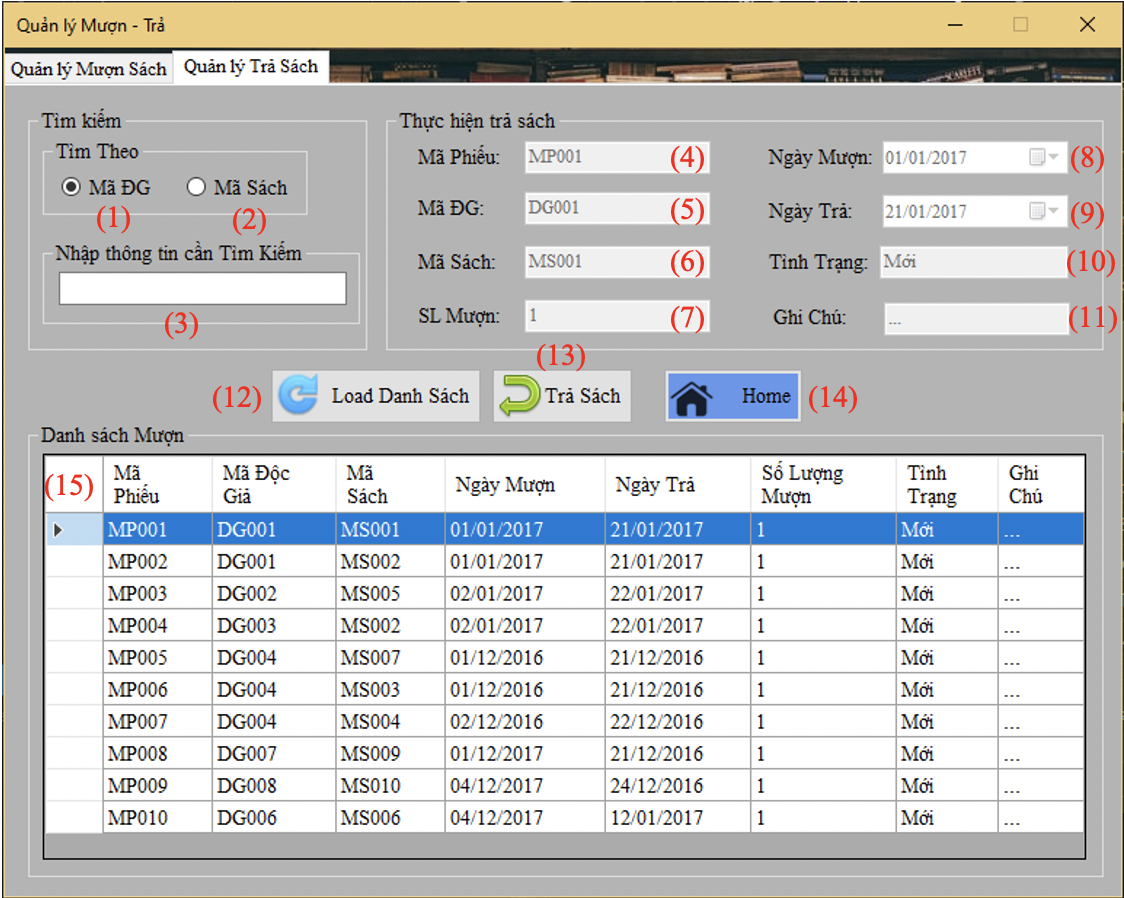 Quản lý Mượn - Trả
Quản lý Mượn Sách Quản lý Trả Sách
SCARLETT
Tìm kiếm
Tìm Theo
Mã ĐG Mã Sách
(1) (2)
Nhập thông tin cần Tìm Kiếm
(3)
Thực hiện trả sách
Mã Phiếu: MP001 (4) Ngày Mượn: 01/01/2017 (8)
Mã ĐG: DG001 (5) Ngày Trả: 21/01/2017 (9)
Mã Sách: MS001 (6) Tình Trạng: Mới (10)
SL Mượn: 1 (7) Ghi Chú: ... (11)
(12) Load Danh Sách (13) Trả Sách Home (14)
Danh sách Mượn
(15) Mã Phiếu Mã Độc Giả Mã Sách Ngày Mượn Ngày Trả Số Lượng Mượn Tình Trạng Ghi Chú
MP001 DG001 MS001 01/01/2017 21/01/2017 1 Mới ...
MP002 DG001 MS002 01/01/2017 21/01/2017 1 Mới ...
MP003 DG002 MS005 02/01/2017 22/01/2017 1 Mới ...
MP004 DG003 MS002 02/01/2017 22/01/2017 1 Mới ...
MP005 DG004 MS007 01/12/2016 21/12/2016 1 Mới ...
MP006 DG004 MS003 01/12/2016 21/12/2016 1 Mới ...
MP007 DG004 MS004 02/12/2016 22/12/2016 1 Mới ...
MP008 DG007 MS009 01/12/2017 21/12/2016 1 Mới ...
MP009 DG008 MS010 04/12/2017 24/12/2016 1 Mới ...
MP010 DG006 MS006 04/12/2017 12/01/2017 1 Mới ...